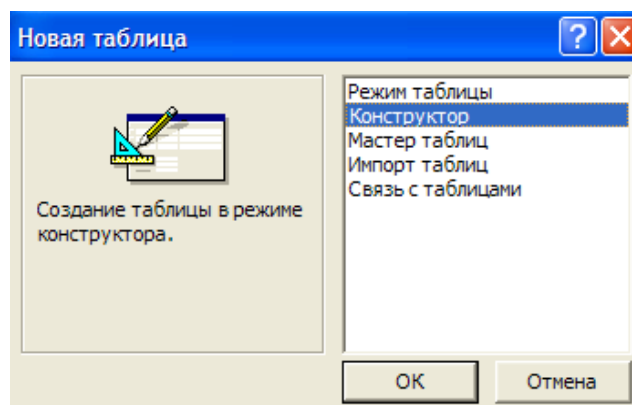 Новая таблица
Режим таблицы
Конструктор
Мастер таблиц
Импорт таблиц
Связь с таблицами
Создание таблицы в режиме
конструктора.
ОК
Отмена